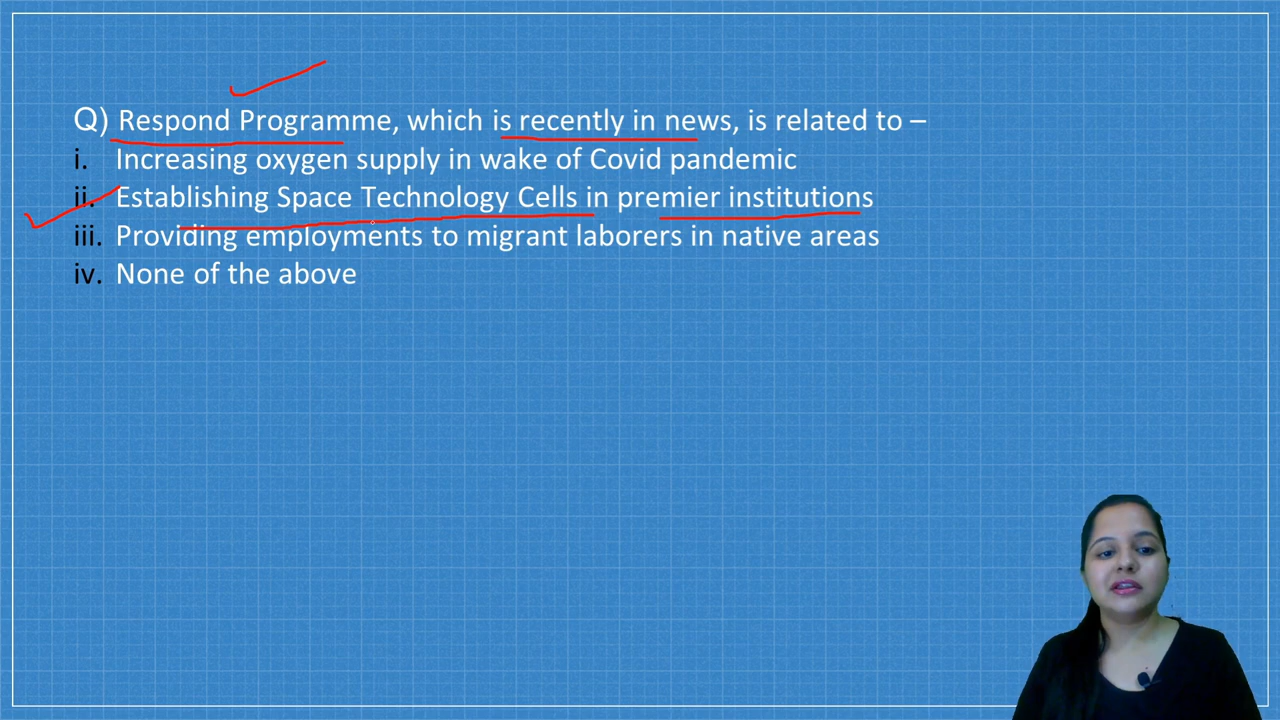 Q) Respond Programme, which is recently in news, is related to –
i. Increasing oxygen supply in wake of Covid pandemic
ii. Establishing Space Technology Cells in premier institutions
iii. Providing employments to migrant laborers in native areas
iv. None of the above